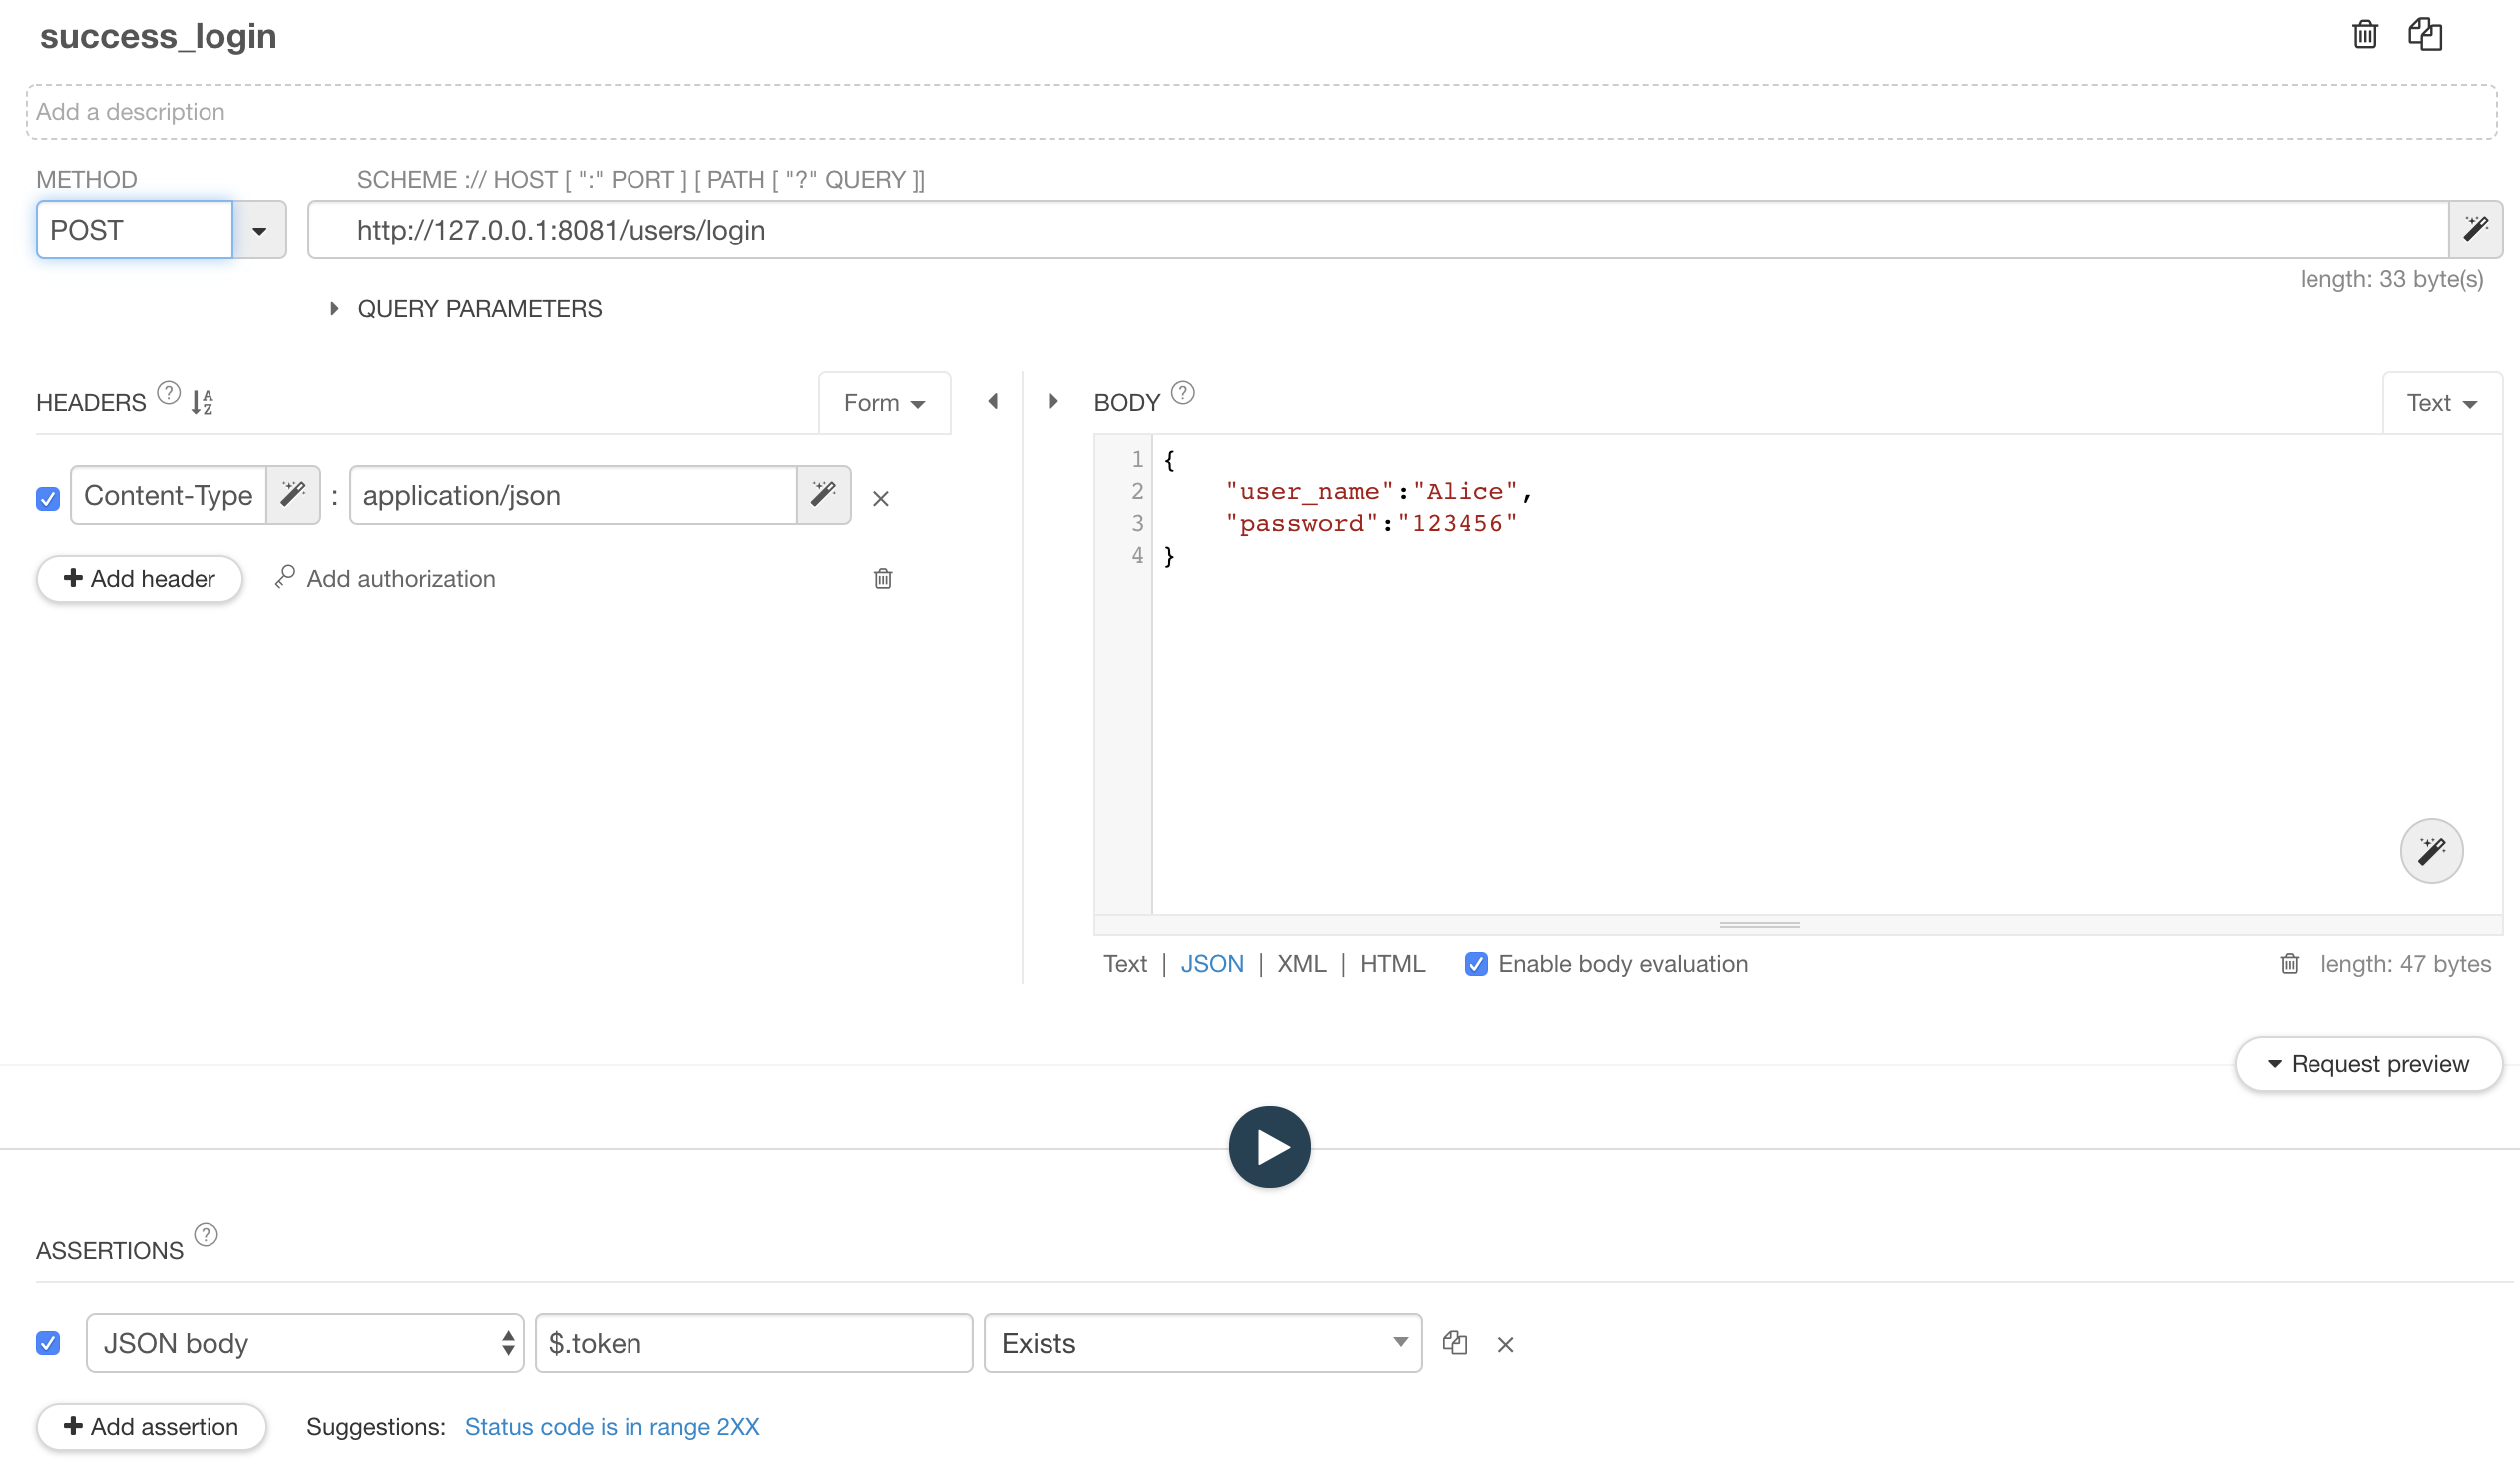 success_login
Add a description
METHOD
SCHEME :// HOST [ ":" PORT ] [ PATH [ "?" QUERY ]]
POST
http://127.0.0.1:8081/users/login
length: 33 byte(s)
QUERY PARAMETERS
HEADERS ? AZ
Form
BODY ?
Text
Content-Type : application/json
Add header
Add authorization
1 {
2 "user_name":"Alice",
3 "password":"123456"
4 }
Text | JSON | XML | HTML
Enable body evaluation
length: 47 bytes
Request preview
ASSERTIONS ?
JSON body
$.token
Exists
Add assertion
Suggestions: Status code is in range 2XX